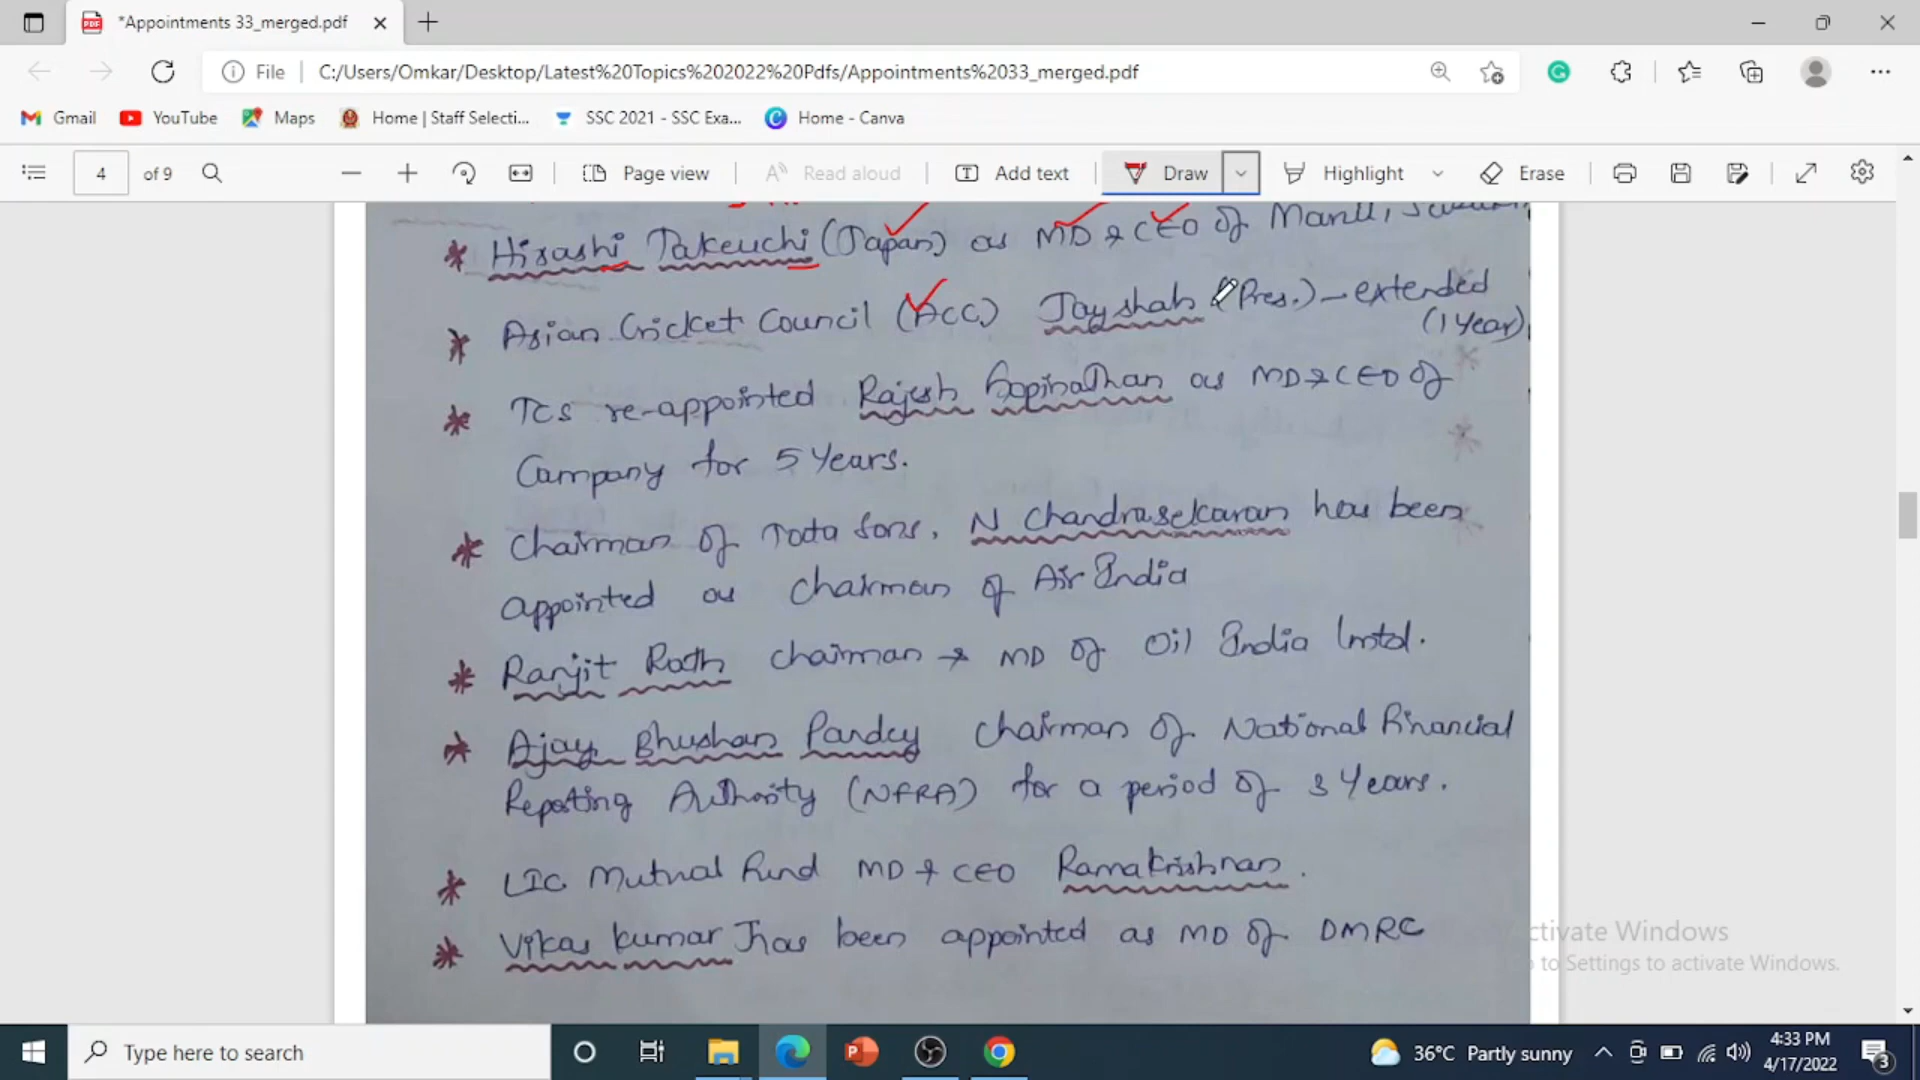 *Appointments 33_merged.pdf
File C:/Users/Omkar/Desktop/Latest%20Topics%202022%20Pdfs/Appointments%2033_merged.pdf
Gmail YouTube Maps Home | Staff Selecti... SSC 2021 - SSC Exa... Home - Canva
4 of 9 Page view Read aloud Add text Draw Highlight Erase
* Hisashi Takeuchi (Japan) as MD & CEO of
* Asian Cricket Council (ACC) Jayshah (Pres.) - extended
(1 Year)
* TCS re-appointed Rajesh Gopinathan as MD & CEO of
Company for 5 Years.
* Chairman of Tata Sons, N Chandrasekaran has been
appointed as Chairman of Air India
* Ranjit Rath chairman & MD of Oil India lmtd.
* Ajay Bhushan Pandey Chairman of National Financial
Reporting Authority (NFRA) for a period of 3 Years.
* LIC Mutual Fund MD & CEO Ramakrishnan.
* Vikas kumar has been appointed as MD of DMRC
Activate Windows
to Settings to activate Windows.
Type here to search
36°C Partly sunny
4:33 PM
4/17/2022
3